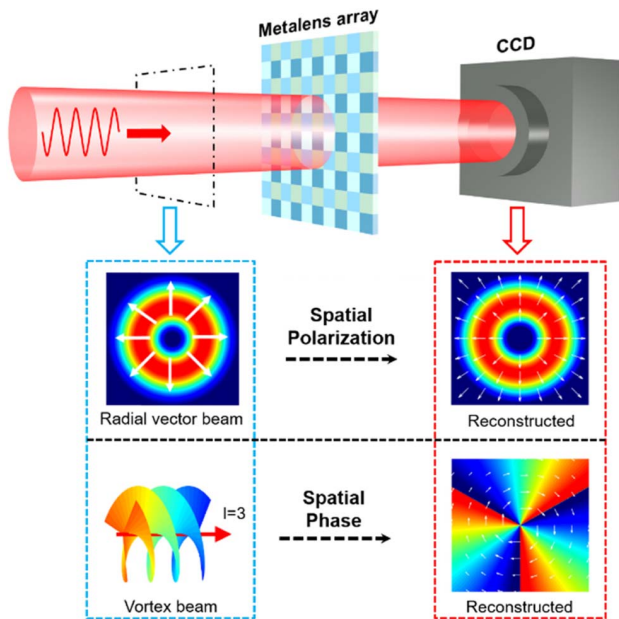 Metalens array
CCD
Spatial
Polarization
Radial vector beam
Reconstructed
l=3
Spatial
Phase
Vortex beam
Reconstructed